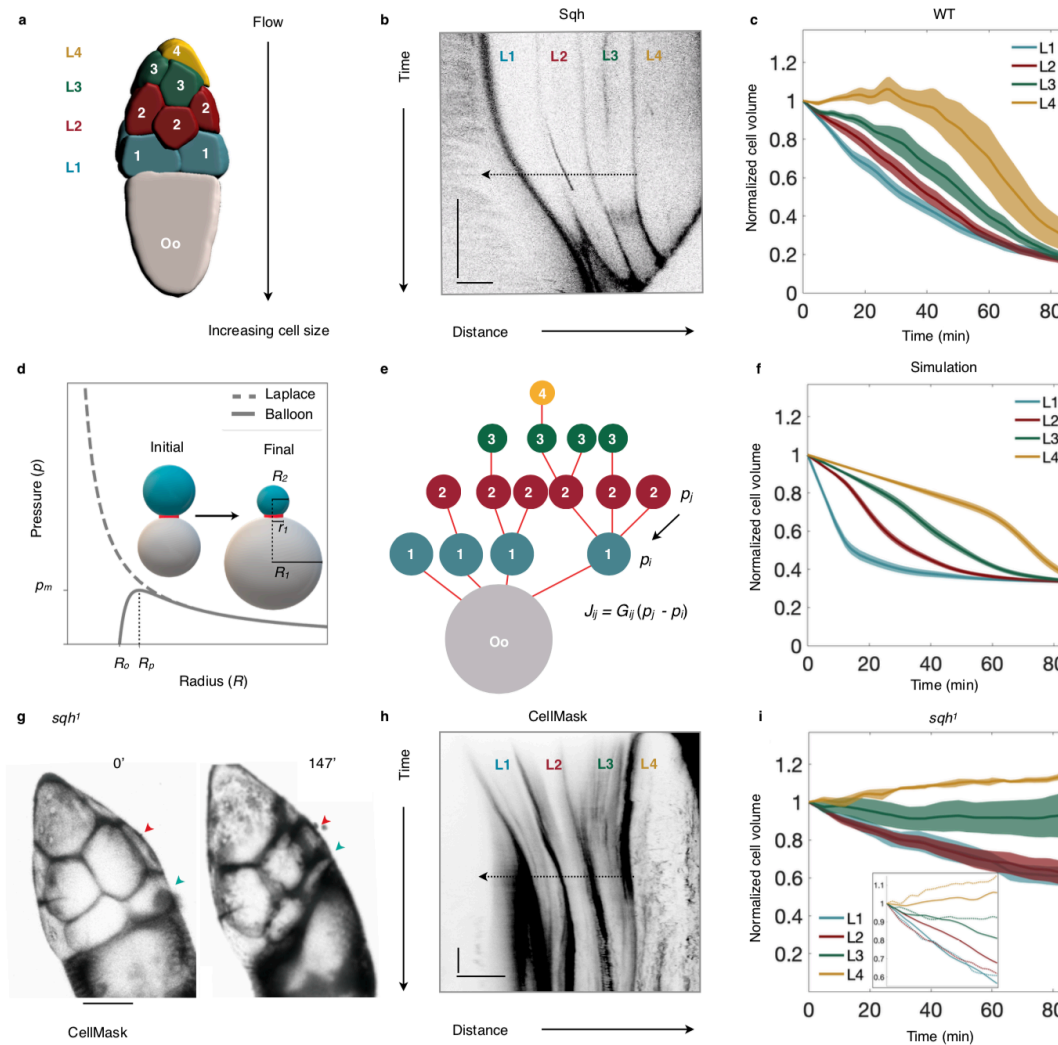 a
Flow
L4
L3
L2
L1
4
3
3
2
2
2
1
1
Oo
Increasing cell size
b
Sqh
Time
L1
L2
L3
L4
Distance
c
WT
Normalized cell volume
1.2
1
0.8
0.6
0.4
0.2
0
0
20
40
60
80
Time (min)
L1
L2
L3
L4
d
Pressure (p)
Laplace
Balloon
Initial
Final
R2
r1
R1
pm
Ro
Rp
Radius (R)
e
4
3
3
3
3
2
2
2
2
2
2
pj
1
1
1
1
pi
Jij = Gij (pj - pi)
Oo
f
Simulation
Normalized cell volume
1.2
1
0.8
0.6
0.4
0.2
0
0
20
40
60
80
Time (min)
L1
L2
L3
L4
g
sqh¹
0'
147'
CellMask
h
CellMask
Time
L1
L2
L3
L4
Distance
i
sqh¹
Normalized cell volume
1.2
1
0.8
0.6
0.4
0.2
0
0
20
40
60
80
Time (min)
L1
L2
L3
L4
1.1
1
0.9
0.8
0.7
0.6